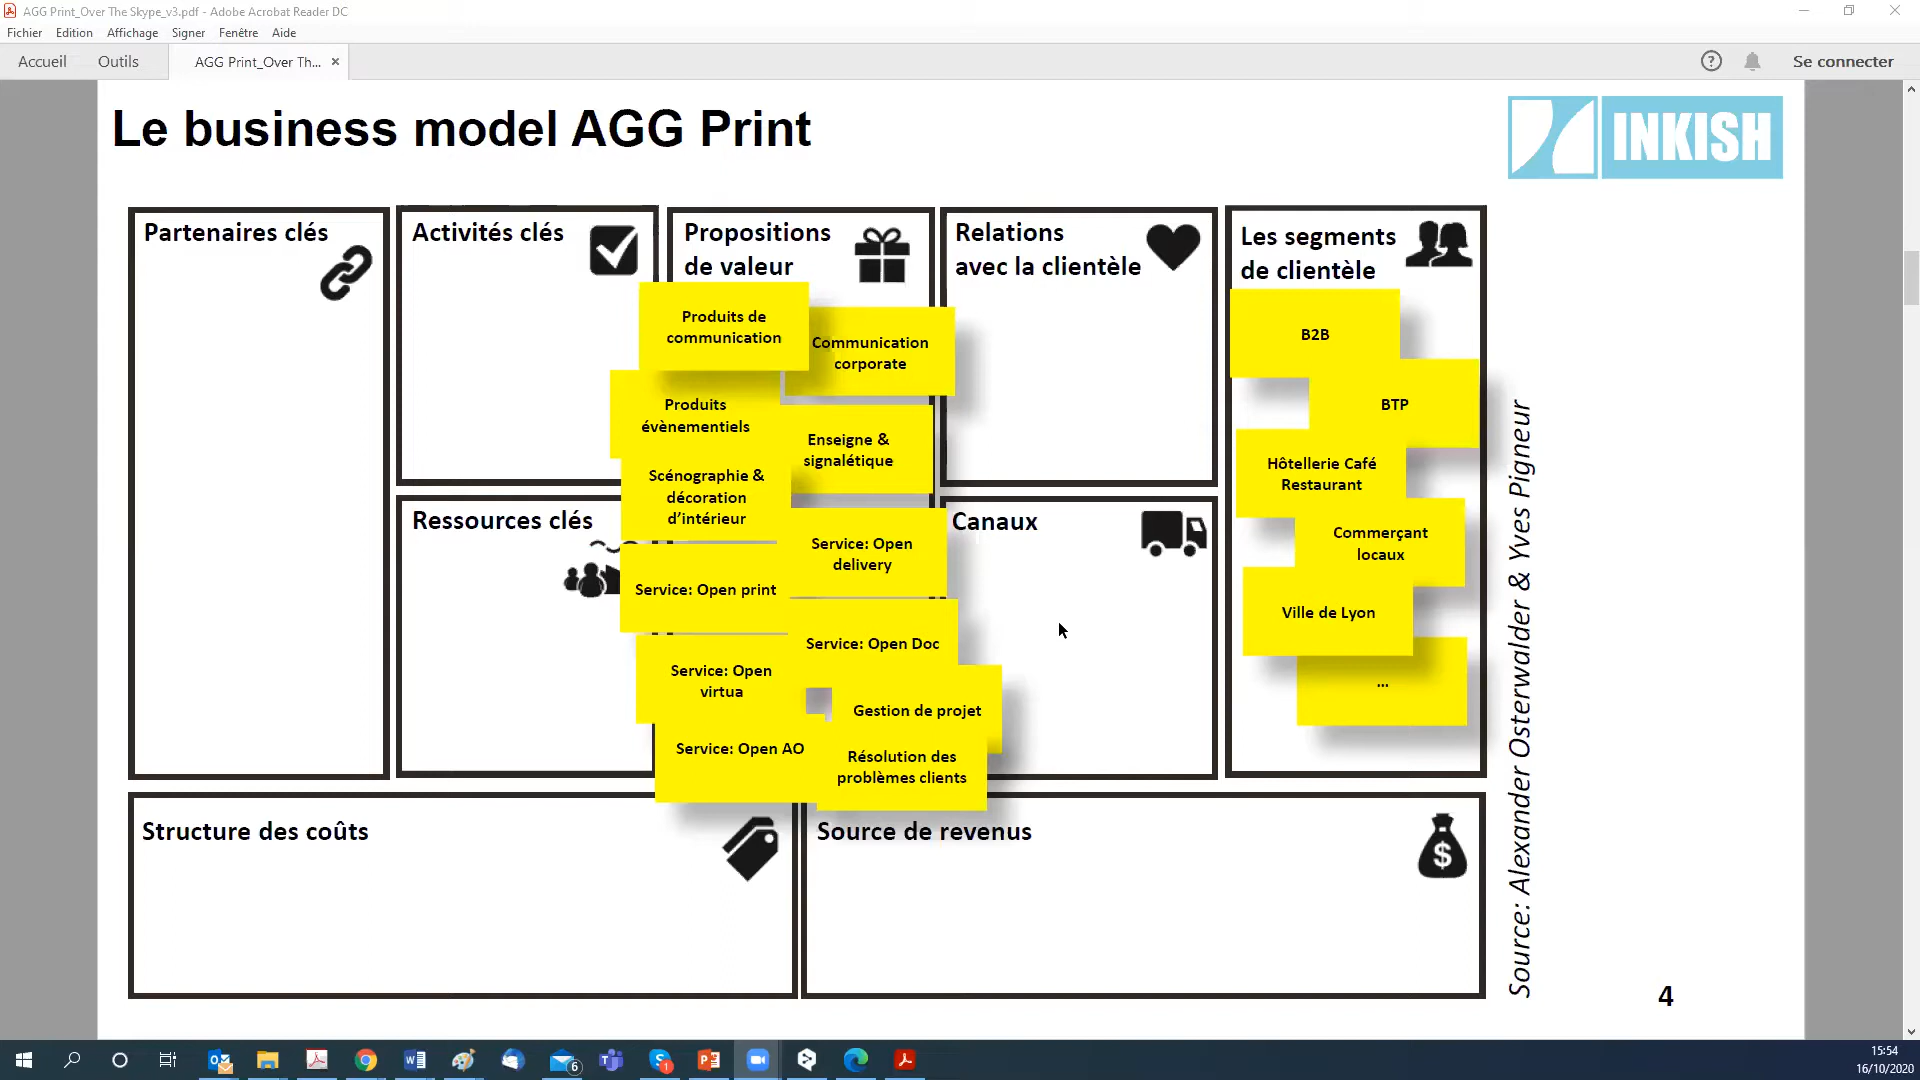 AGG Print_Over The Skype_v3.pdf - Adobe Acrobat Reader DC
Fichier Edition Affichage Signer Fenêtre Aide
Accueil Outils AGG Print_Over Th... × ? Se connecter
Le business model AGG Print
INKISH
Partenaires clés
Activités clés
Propositions
de valeur
Relations
avec la clientèle
Les segments
de clientèle
Produits de
communication
Communication
corporate
Produits
évènementiels
Enseigne &
signalétique
Scénographie &
décoration
d'intérieur
Service: Open
delivery
Service: Open print
Service: Open Doc
Service: Open
virtua
Gestion de projet
Service: Open AO
Résolution des
problèmes clients
B2B
BTP
Hôtellerie Café
Restaurant
Commerçant
locaux
Ville de Lyon
...
Ressources clés
Canaux
Structure des coûts
Source de revenus
$
Source: Alexander Osterwalder & Yves Pigneur
4
6
1
15:54
16/10/2020